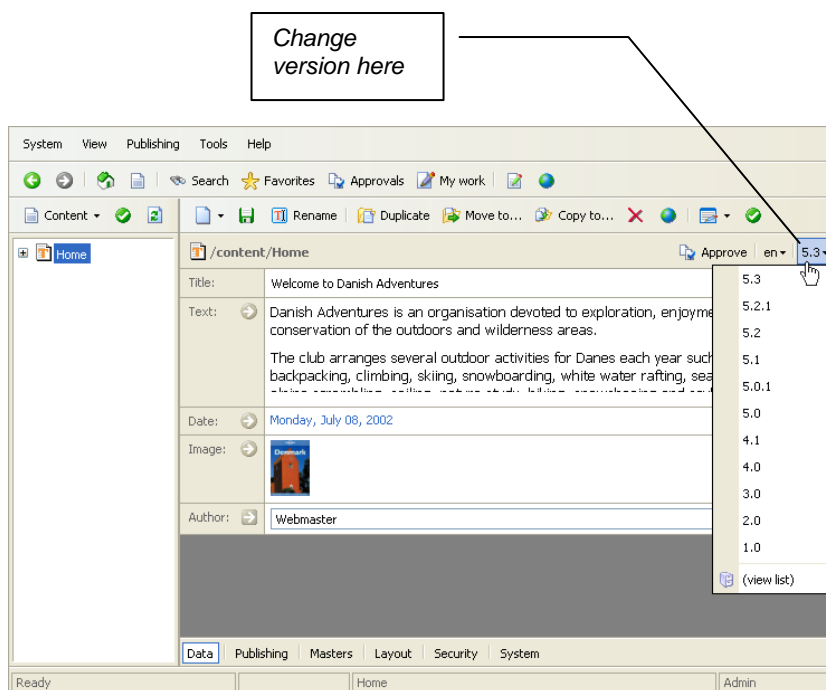 Change
version here
System View Publishing Tools Help
Search Favorites Approvals My work
Content Rename Duplicate Move to... Copy to...
Home
/content/Home Approve en 5.3
Title: Welcome to Danish Adventures
Text: Danish Adventures is an organisation devoted to exploration, enjoyme
conservation of the outdoors and wilderness areas.
The club arranges several outdoor activities for Danes each year such
backpacking, climbing, skiing, snowboarding, white water rafting, sea
Date: Monday, July 08, 2002
Image: Denmark
Author: Webmaster
5.3
5.2.1
5.2
5.1
5.0.1
5.0
4.1
4.0
3.0
2.0
1.0
(view list)
Data Publishing Masters Layout Security System
Ready Home Admin